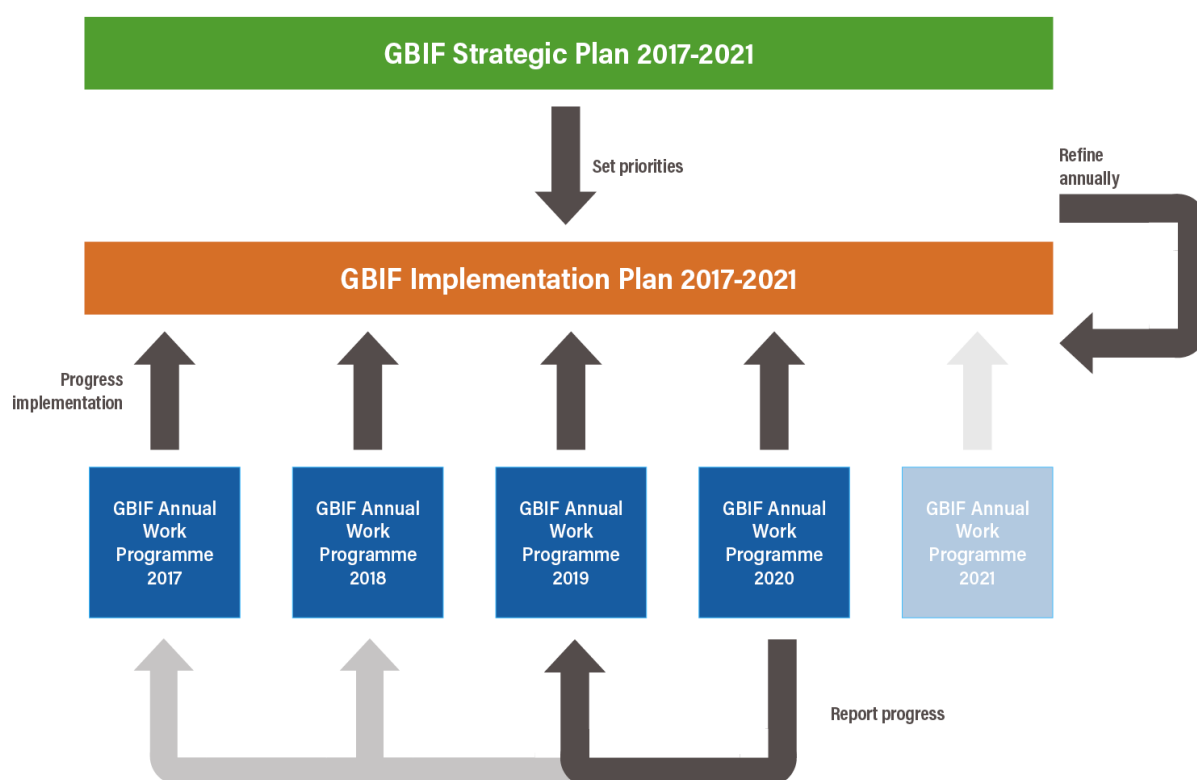 GBIF Strategic Plan 2017-2021
Set priorities
Refine
annually
GBIF Implementation Plan 2017-2021
Progress
implementation
GBIF Annual
Work
Programme
2017
GBIF Annual
Work
Programme
2018
GBIF Annual
Work
Programme
2019
GBIF Annual
Work
Programme
2020
GBIF Annual
Work
Programme
2021
Report progress